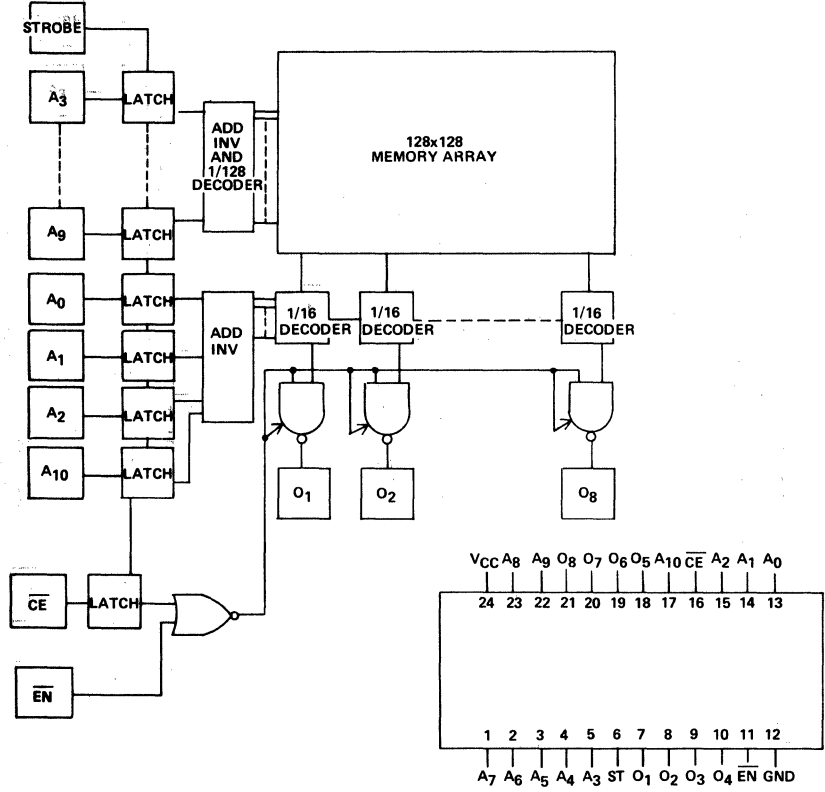 STROBE
A3
LATCH
ADD
INV
AND
1/128
DECODER
128x128
MEMORY ARRAY
A9
LATCH
A0
LATCH
ADD
INV
1/16
DECODER
1/16
DECODER
1/16
DECODER
A1
LATCH
A2
LATCH
A10
LATCH
O1
O2
O8
CE
LATCH
EN
VCC A8 A9 O8 O7 O6 O5 A10 CE A2 A1 A0
24 23 22 21 20 19 18 17 16 15 14 13
1 2 3 4 5 6 7 8 9 10 11 12
A7 A6 A5 A4 A3 ST O1 O2 O3 O4 EN GND